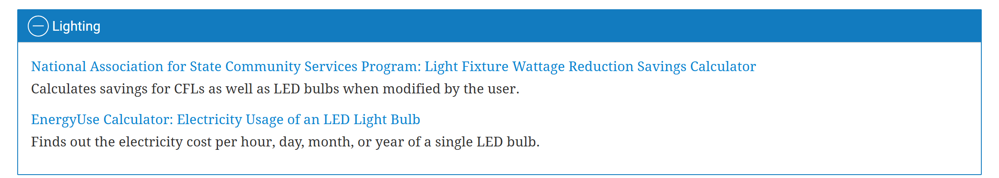 Lighting
National Association for State Community Services Program: Light Fixture Wattage Reduction Savings Calculator
Calculates savings for CFLs as well as LED bulbs when modified by the user.
EnergyUse Calculator: Electricity Usage of an LED Light Bulb
Finds out the electricity cost per hour, day, month, or year of a single LED bulb.